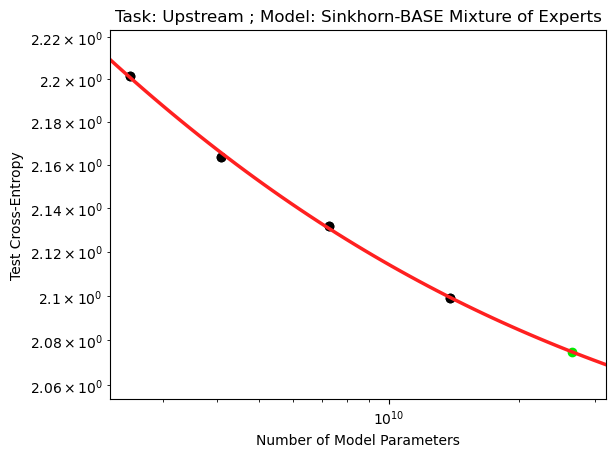 Task: Upstream ; Model: Sinkhorn-BASE Mixture of Experts
2.22 × 10⁰
2.2 × 10⁰
2.18 × 10⁰
2.16 × 10⁰
2.14 × 10⁰
2.12 × 10⁰
2.1 × 10⁰
2.08 × 10⁰
2.06 × 10⁰
Test Cross-Entropy
10¹⁰
Number of Model Parameters